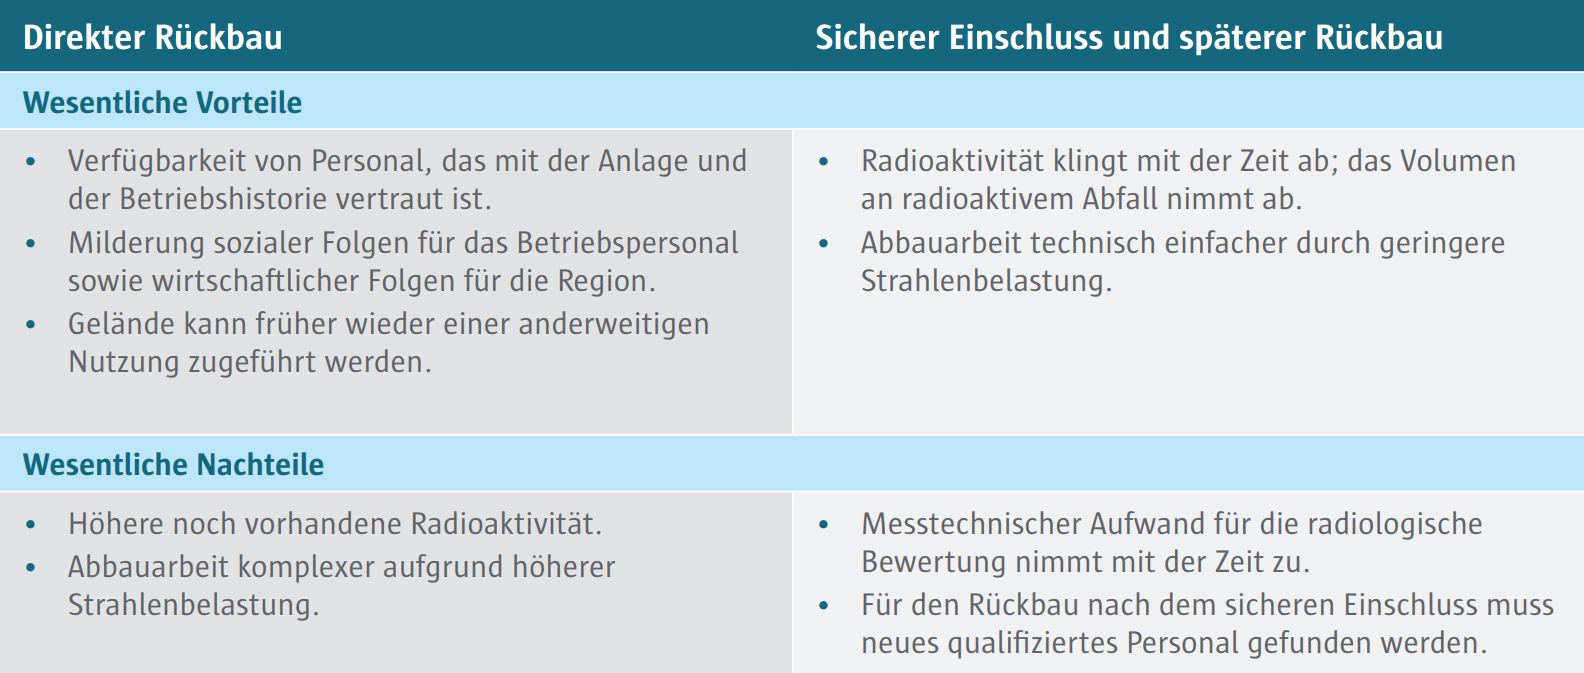 Direkter Rückbau
Sicherer Einschluss und späterer Rückbau
Wesentliche Vorteile
• Verfügbarkeit von Personal, das mit der Anlage und
der Betriebshistorie vertraut ist.
• Milderung sozialer Folgen für das Betriebspersonal
sowie wirtschaftlicher Folgen für die Region.
• Gelände kann früher wieder einer anderweitigen
Nutzung zugeführt werden.
• Radioaktivität klingt mit der Zeit ab; das Volumen
an radioaktivem Abfall nimmt ab.
• Abbauarbeit technisch einfacher durch geringere
Strahlenbelastung.
Wesentliche Nachteile
• Höhere noch vorhandene Radioaktivität.
• Abbauarbeit komplexer aufgrund höherer
Strahlenbelastung.
• Messtechnischer Aufwand für die radiologische
Bewertung nimmt mit der Zeit zu.
• Für den Rückbau nach dem sicheren Einschluss muss
neues qualifiziertes Personal gefunden werden.